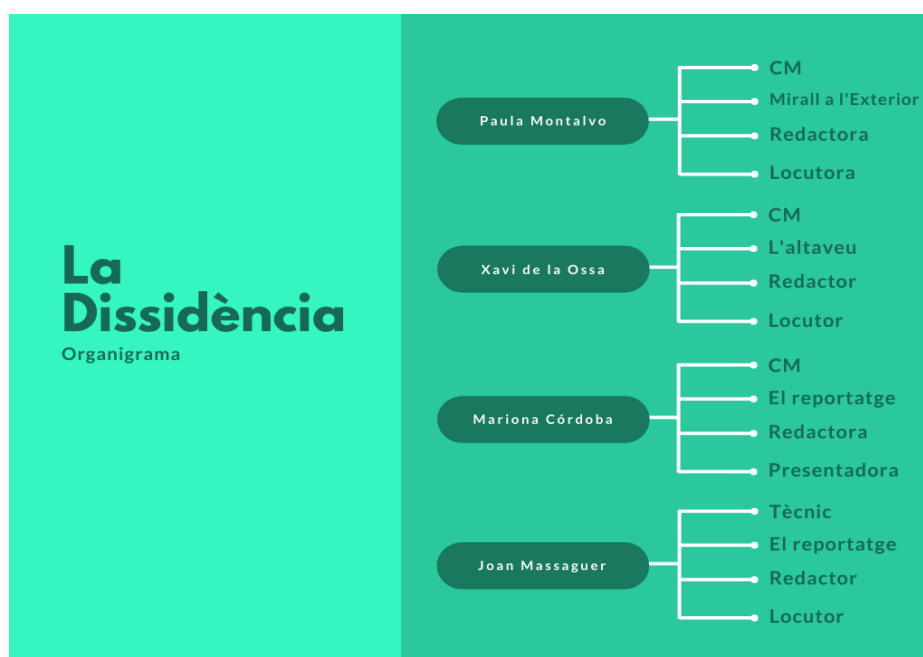 La
Dissidència
Organigrama
Paula Montalvo
CM
Mirall a l'Exterior
Redactora
Locutora
Xavi de la Ossa
CM
L'altaveu
Redactor
Locutor
Mariona Córdoba
CM
El reportatge
Redactora
Presentadora
Joan Massaguer
Tècnic
El reportatge
Redactor
Locutor